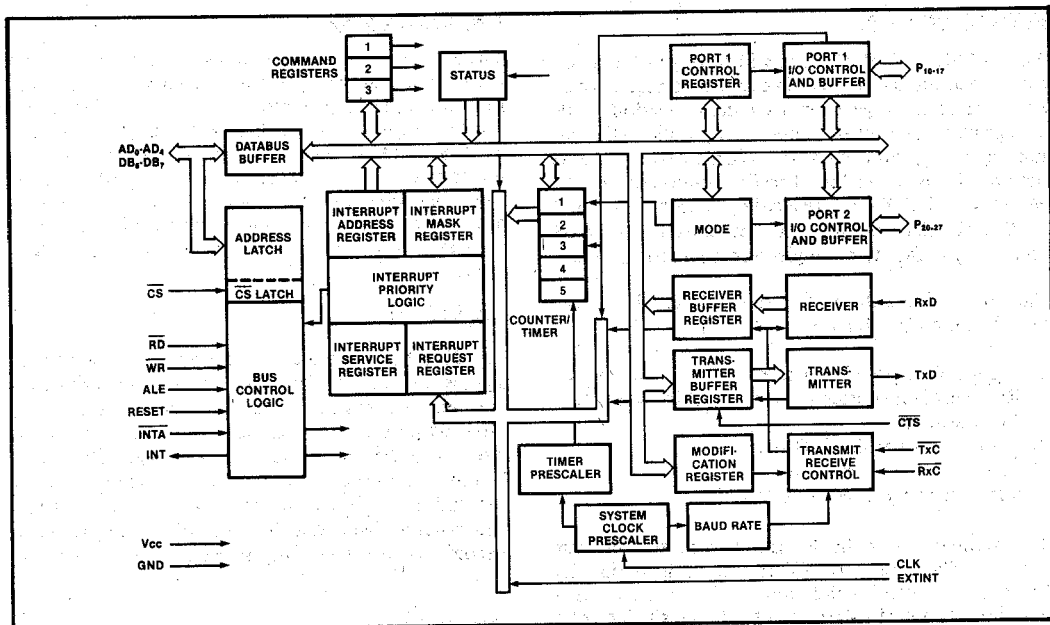 COMMAND
REGISTERS
1
2
3
STATUS
PORT 1
CONTROL
REGISTER
PORT 1
I/O CONTROL
AND BUFFER
P10-17
AD0-AD4
DB5-DB7
DATABUS
BUFFER
ADDRESS
LATCH
CS LATCH
BUS
CONTROL
LOGIC
CS
RD
WR
ALE
RESET
INTA
INT
Vcc
GND
INTERRUPT
ADDRESS
REGISTER
INTERRUPT
MASK
REGISTER
INTERRUPT
PRIORITY
LOGIC
INTERRUPT
SERVICE
REGISTER
INTERRUPT
REQUEST
REGISTER
1
2
3
4
5
COUNTER/
TIMER
MODE
PORT 2
I/O CONTROL
AND BUFFER
P20-27
RECEIVER
BUFFER
REGISTER
RECEIVER
RxD
TRANS-
MITTER
BUFFER
REGISTER
TRANS-
MITTER
TxD
CTS
MODIFI-
CATION
REGISTER
TRANSMIT
RECEIVE
CONTROL
TxC
RxC
TIMER
PRESCALER
SYSTEM
CLOCK
PRESCALER
BAUD RATE
CLK
EXTINT